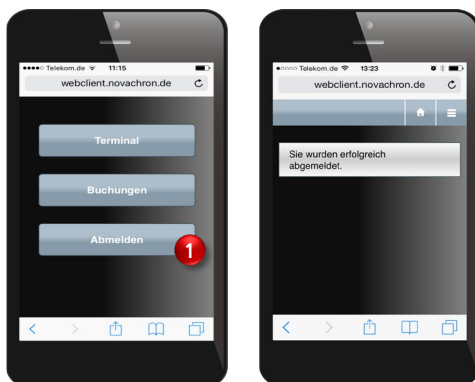 Telekom.de 11:15
webclient.novachron.de
Terminal
Buchungen
Abmelden
1
Telekom.de 13:23
webclient.novachron.de
Sie wurden erfolgreich
abgemeldet.